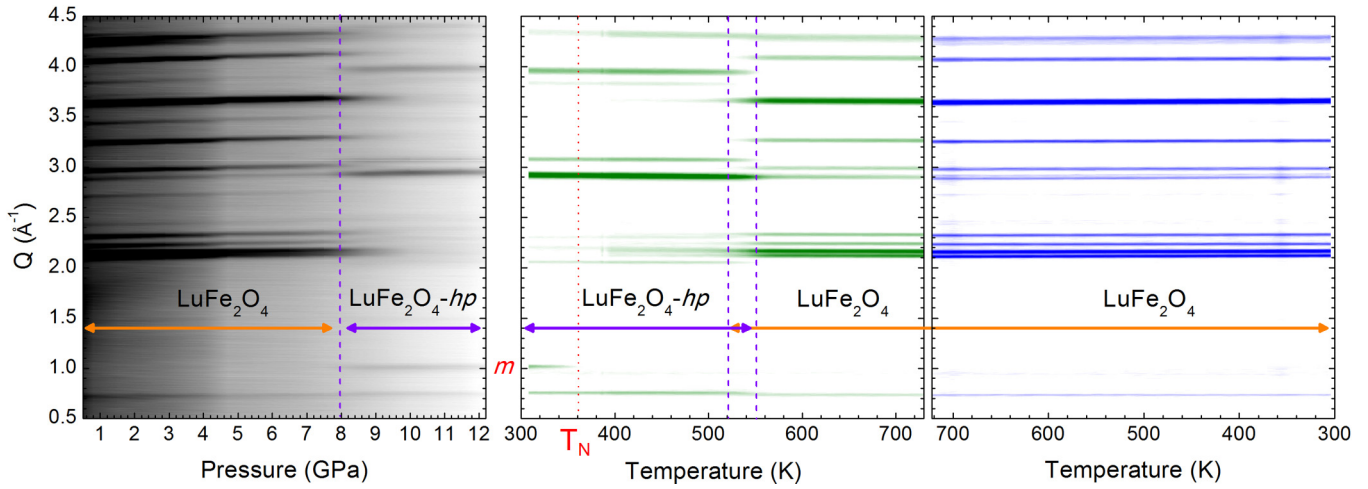 4.5
4.0
3.5
3.0
2.5
2.0
1.5
1.0
0.5
Q (Å⁻¹)
LuFe₂O₄
LuFe₂O₄-hp
1 2 3 4 5 6 7 8 9 10 11 12
Pressure (GPa)
m
LuFe₂O₄-hp
LuFe₂O₄
300 400 500 600 700
T_N
Temperature (K)
LuFe₂O₄
700 600 500 400 300
Temperature (K)